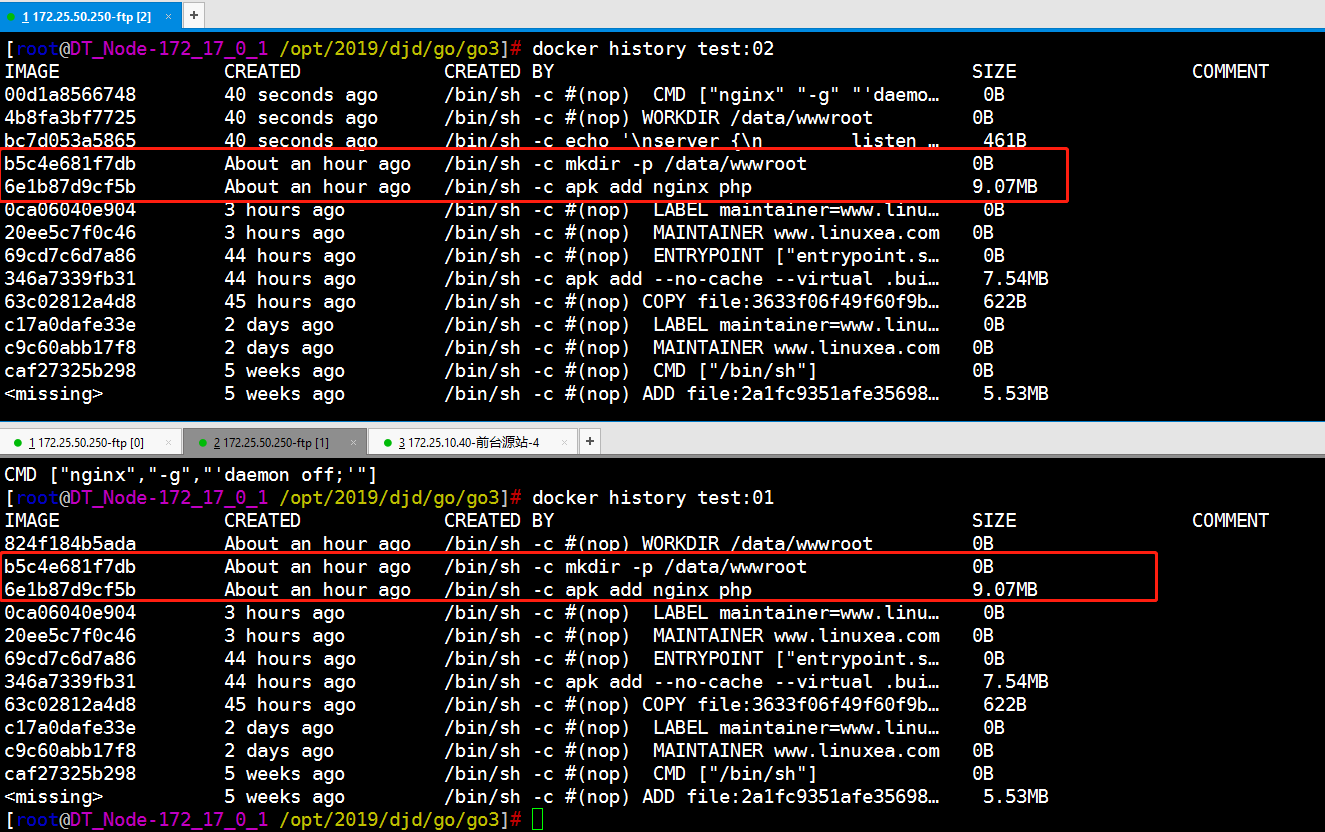 1 172.25.50.250-ftp [2] × +
[root@DT_Node-172_17_0_1 /opt/2019/djd/go/go3]# docker history test:02
IMAGE CREATED CREATED BY SIZE COMMENT
00d1a8566748 40 seconds ago /bin/sh -c #(nop) CMD ["nginx" "-g" "'daemo… 0B
4b8fa3bf7725 40 seconds ago /bin/sh -c #(nop) WORKDIR /data/wwwroot 0B
bc7d053a5865 40 seconds ago /bin/sh -c echo '\nserver {\n listen … 461B
b5c4e681f7db About an hour ago /bin/sh -c mkdir -p /data/wwwroot 0B
6e1b87d9cf5b About an hour ago /bin/sh -c apk add nginx php 9.07MB
0ca06040e904 3 hours ago /bin/sh -c #(nop) LABEL maintainer=www.linu… 0B
20ee5c7f0c46 3 hours ago /bin/sh -c #(nop) MAINTAINER www.linuxea.com 0B
69cd7c6d7a86 44 hours ago /bin/sh -c #(nop) ENTRYPOINT ["entrypoint.s… 0B
346a7339fb31 44 hours ago /bin/sh -c apk add --no-cache --virtual .bui… 7.54MB
63c02812a4d8 45 hours ago /bin/sh -c #(nop) COPY file:3633f06f49f60f9b… 622B
c17a0dafe33e 2 days ago /bin/sh -c #(nop) LABEL maintainer=www.linu… 0B
c9c60abb17f8 2 days ago /bin/sh -c #(nop) MAINTAINER www.linuxea.com 0B
caf27325b298 5 weeks ago /bin/sh -c #(nop) CMD ["/bin/sh"] 0B
<missing> 5 weeks ago /bin/sh -c #(nop) ADD file:2a1fc9351afe35698… 5.53MB
1 172.25.50.250-ftp [0] × 2 172.25.50.250-ftp [1] × 3 172.25.10.40-前台源站-4 × +
CMD ["nginx","-g","'daemon off;'"]
[root@DT_Node-172_17_0_1 /opt/2019/djd/go/go3]# docker history test:01
IMAGE CREATED CREATED BY SIZE COMMENT
824f184b5ada About an hour ago /bin/sh -c #(nop) WORKDIR /data/wwwroot 0B
b5c4e681f7db About an hour ago /bin/sh -c mkdir -p /data/wwwroot 0B
6e1b87d9cf5b About an hour ago /bin/sh -c apk add nginx php 9.07MB
0ca06040e904 3 hours ago /bin/sh -c #(nop) LABEL maintainer=www.linu… 0B
20ee5c7f0c46 3 hours ago /bin/sh -c #(nop) MAINTAINER www.linuxea.com 0B
69cd7c6d7a86 44 hours ago /bin/sh -c #(nop) ENTRYPOINT ["entrypoint.s… 0B
346a7339fb31 44 hours ago /bin/sh -c apk add --no-cache --virtual .bui… 7.54MB
63c02812a4d8 45 hours ago /bin/sh -c #(nop) COPY file:3633f06f49f60f9b… 622B
c17a0dafe33e 2 days ago /bin/sh -c #(nop) LABEL maintainer=www.linu… 0B
c9c60abb17f8 2 days ago /bin/sh -c #(nop) MAINTAINER www.linuxea.com 0B
caf27325b298 5 weeks ago /bin/sh -c #(nop) CMD ["/bin/sh"] 0B
<missing> 5 weeks ago /bin/sh -c #(nop) ADD file:2a1fc9351afe35698… 5.53MB
[root@DT_Node-172_17_0_1 /opt/2019/djd/go/go3]#